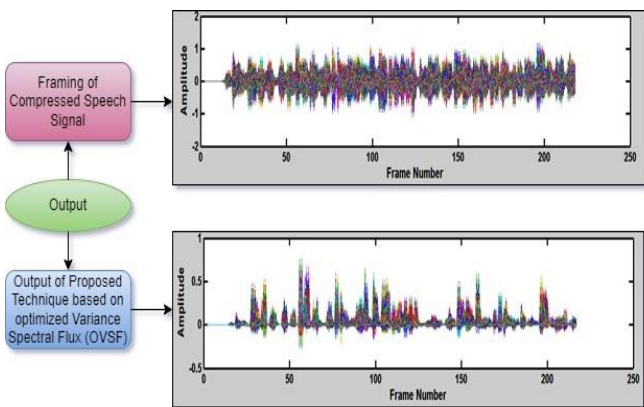 Framing of
Compressed Speech
Signal
Output
Output of Proposed
Technique based on
optimized Variance
Spectral Flux (OVSF)
Amplitude
2
1
0
-1
-2
0 50 100 150 200 250
Frame Number
Amplitude
1
0.5
0
-0.5
0 50 100 150 200 250
Frame Number